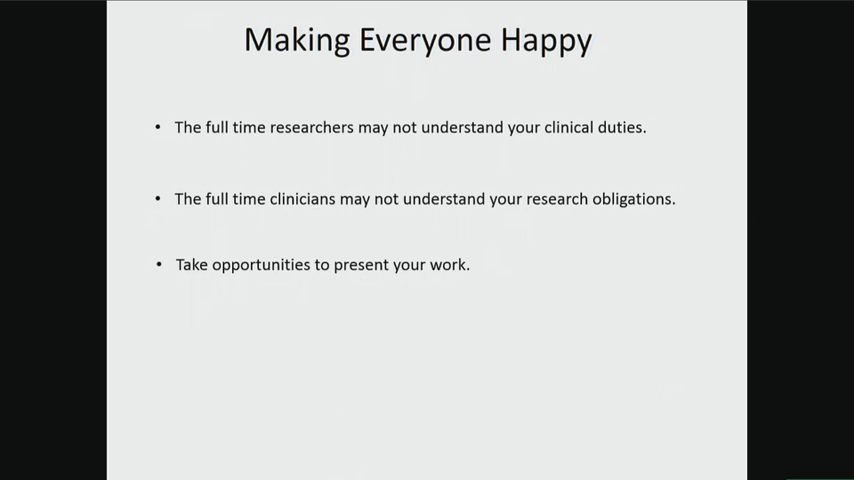 Making Everyone Happy
• The full time researchers may not understand your clinical duties.
• The full time clinicians may not understand your research obligations.
• Take opportunities to present your work.